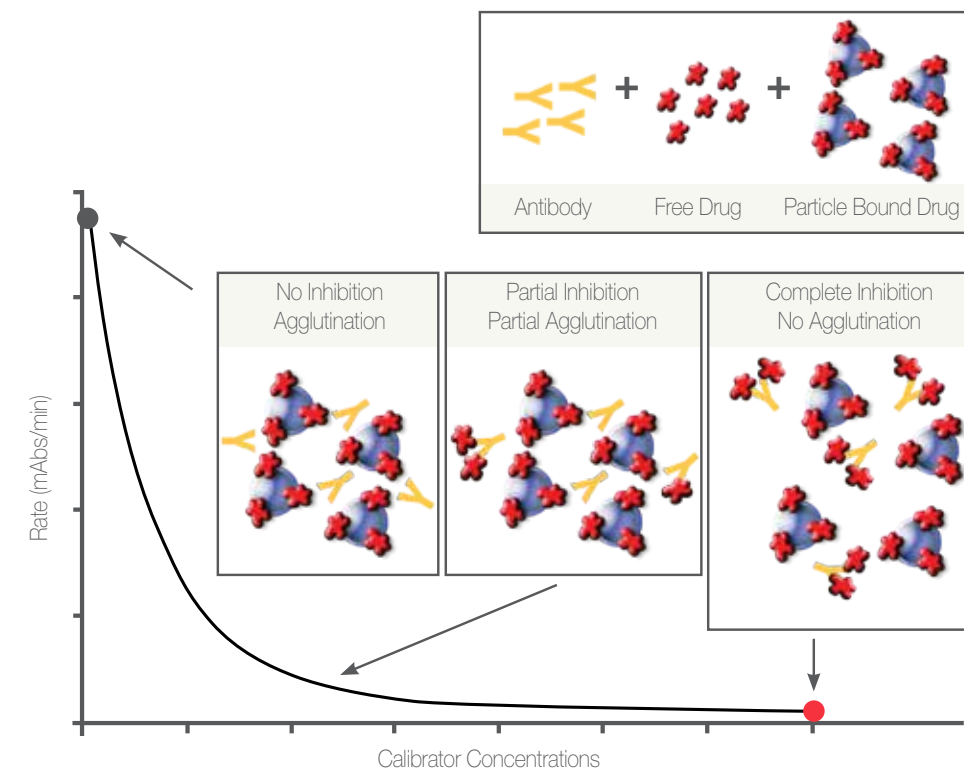 +
+
Antibody
Free Drug
Particle Bound Drug
No Inhibition
Agglutination
Partial Inhibition
Partial Agglutination
Complete Inhibition
No Agglutination
Rate (mAbs/min)
Calibrator Concentrations